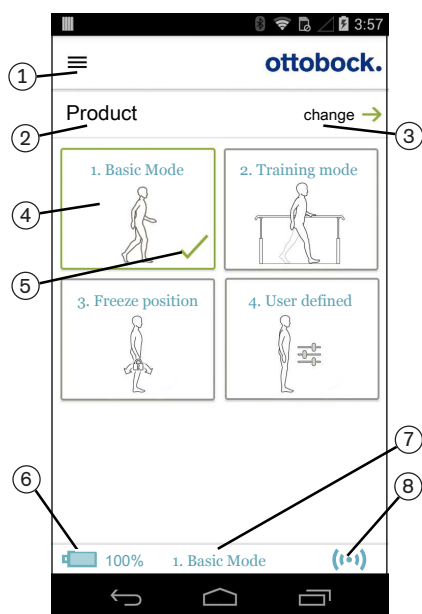 3:57
1
ottobock.
Product
change
2
3
1. Basic Mode
2. Training mode
4
5
3. Freeze position
4. User defined
7
6
8
100%
1. Basic Mode